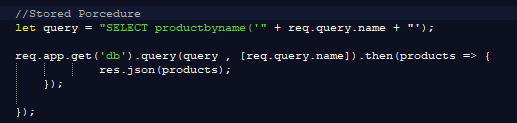 //Stored Porcedure
let query = "SELECT productbyname('" + req.query.name + "');
req.app.get('db').query(query , [req.query.name]).then(products => {
res.json(products);
});
});